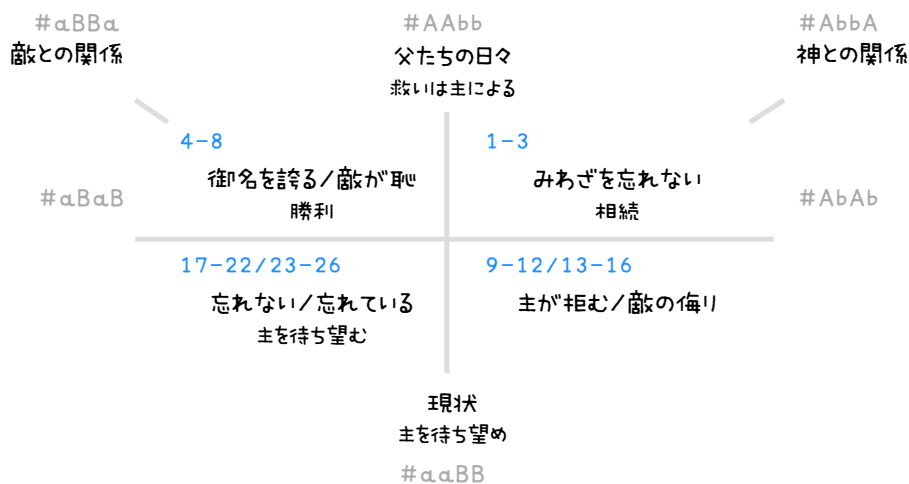 #aBBa
敵との関係
#AAbb
父たちの日々
救いは主による
#AbbA
神との関係
4-8
御名を誇る/敵が恥
勝利
1-3
みわざを忘れない
相続
#aBaB
#AbAb
17-22/23-26
忘れない/忘れている
主を待ち望む
9-12/13-16
主が拒む/敵の侮り
現状
主を待ち望め
#aaBB